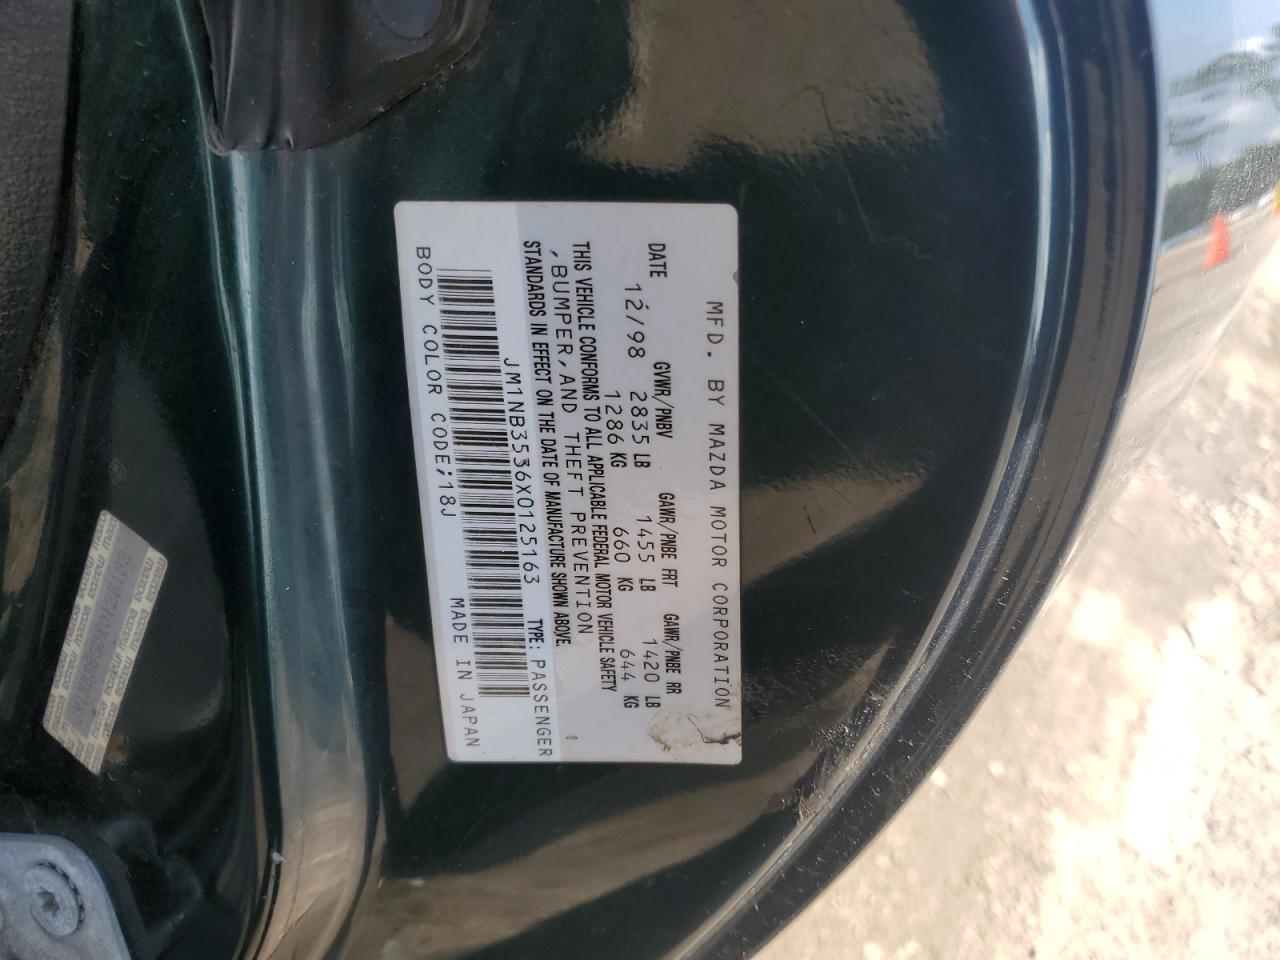 MFD. BY MAZDA MOTOR CORPORATION
DATE GVWR/PNBV GAWR/PNBE FRT GAWR/PNBE RR
12/98 2835 LB 1455 LB 1420 LB
1286 KG 660 KG 644 KG
THIS VEHICLE CONFORMS TO ALL APPLICABLE FEDERAL MOTOR VEHICLE SAFETY
, BUMPER, AND THEFT PREVENTION
STANDARDS IN EFFECT ON THE DATE OF MANUFACTURE SHOWN ABOVE.
JM1NB3536X0125163 TYPE: PASSENGER
BODY COLOR CODE;18J MADE IN JAPAN